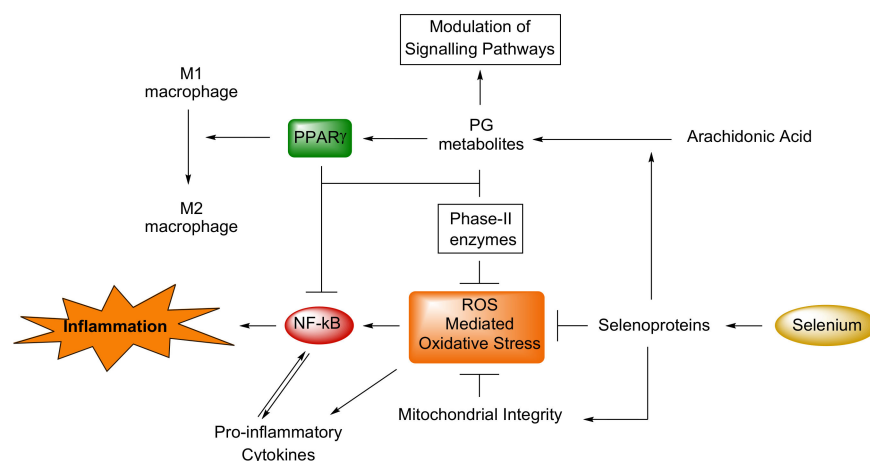 Modulation of
Signalling Pathways
M1
macrophage
PPARγ
PG
metabolites
Arachidonic Acid
M2
macrophage
Phase-II
enzymes
Inflammation
NF-kB
ROS
Mediated
Oxidative Stress
Selenoproteins
Selenium
Mitochondrial Integrity
Pro-inflammatory
Cytokines